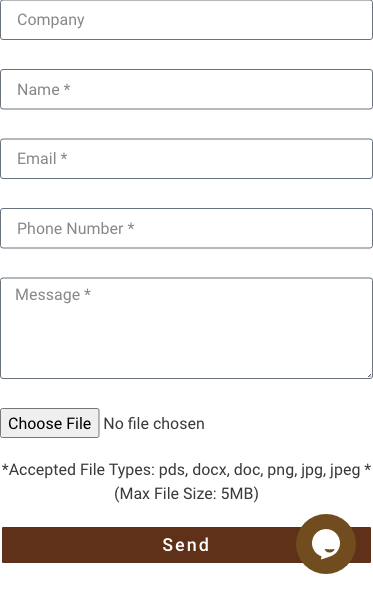 Company
Name *
Email *
Phone Number *
Message *
Choose File No file chosen
*Accepted File Types: pds, docx, doc, png, jpg, jpeg *
(Max File Size: 5MB)
Send